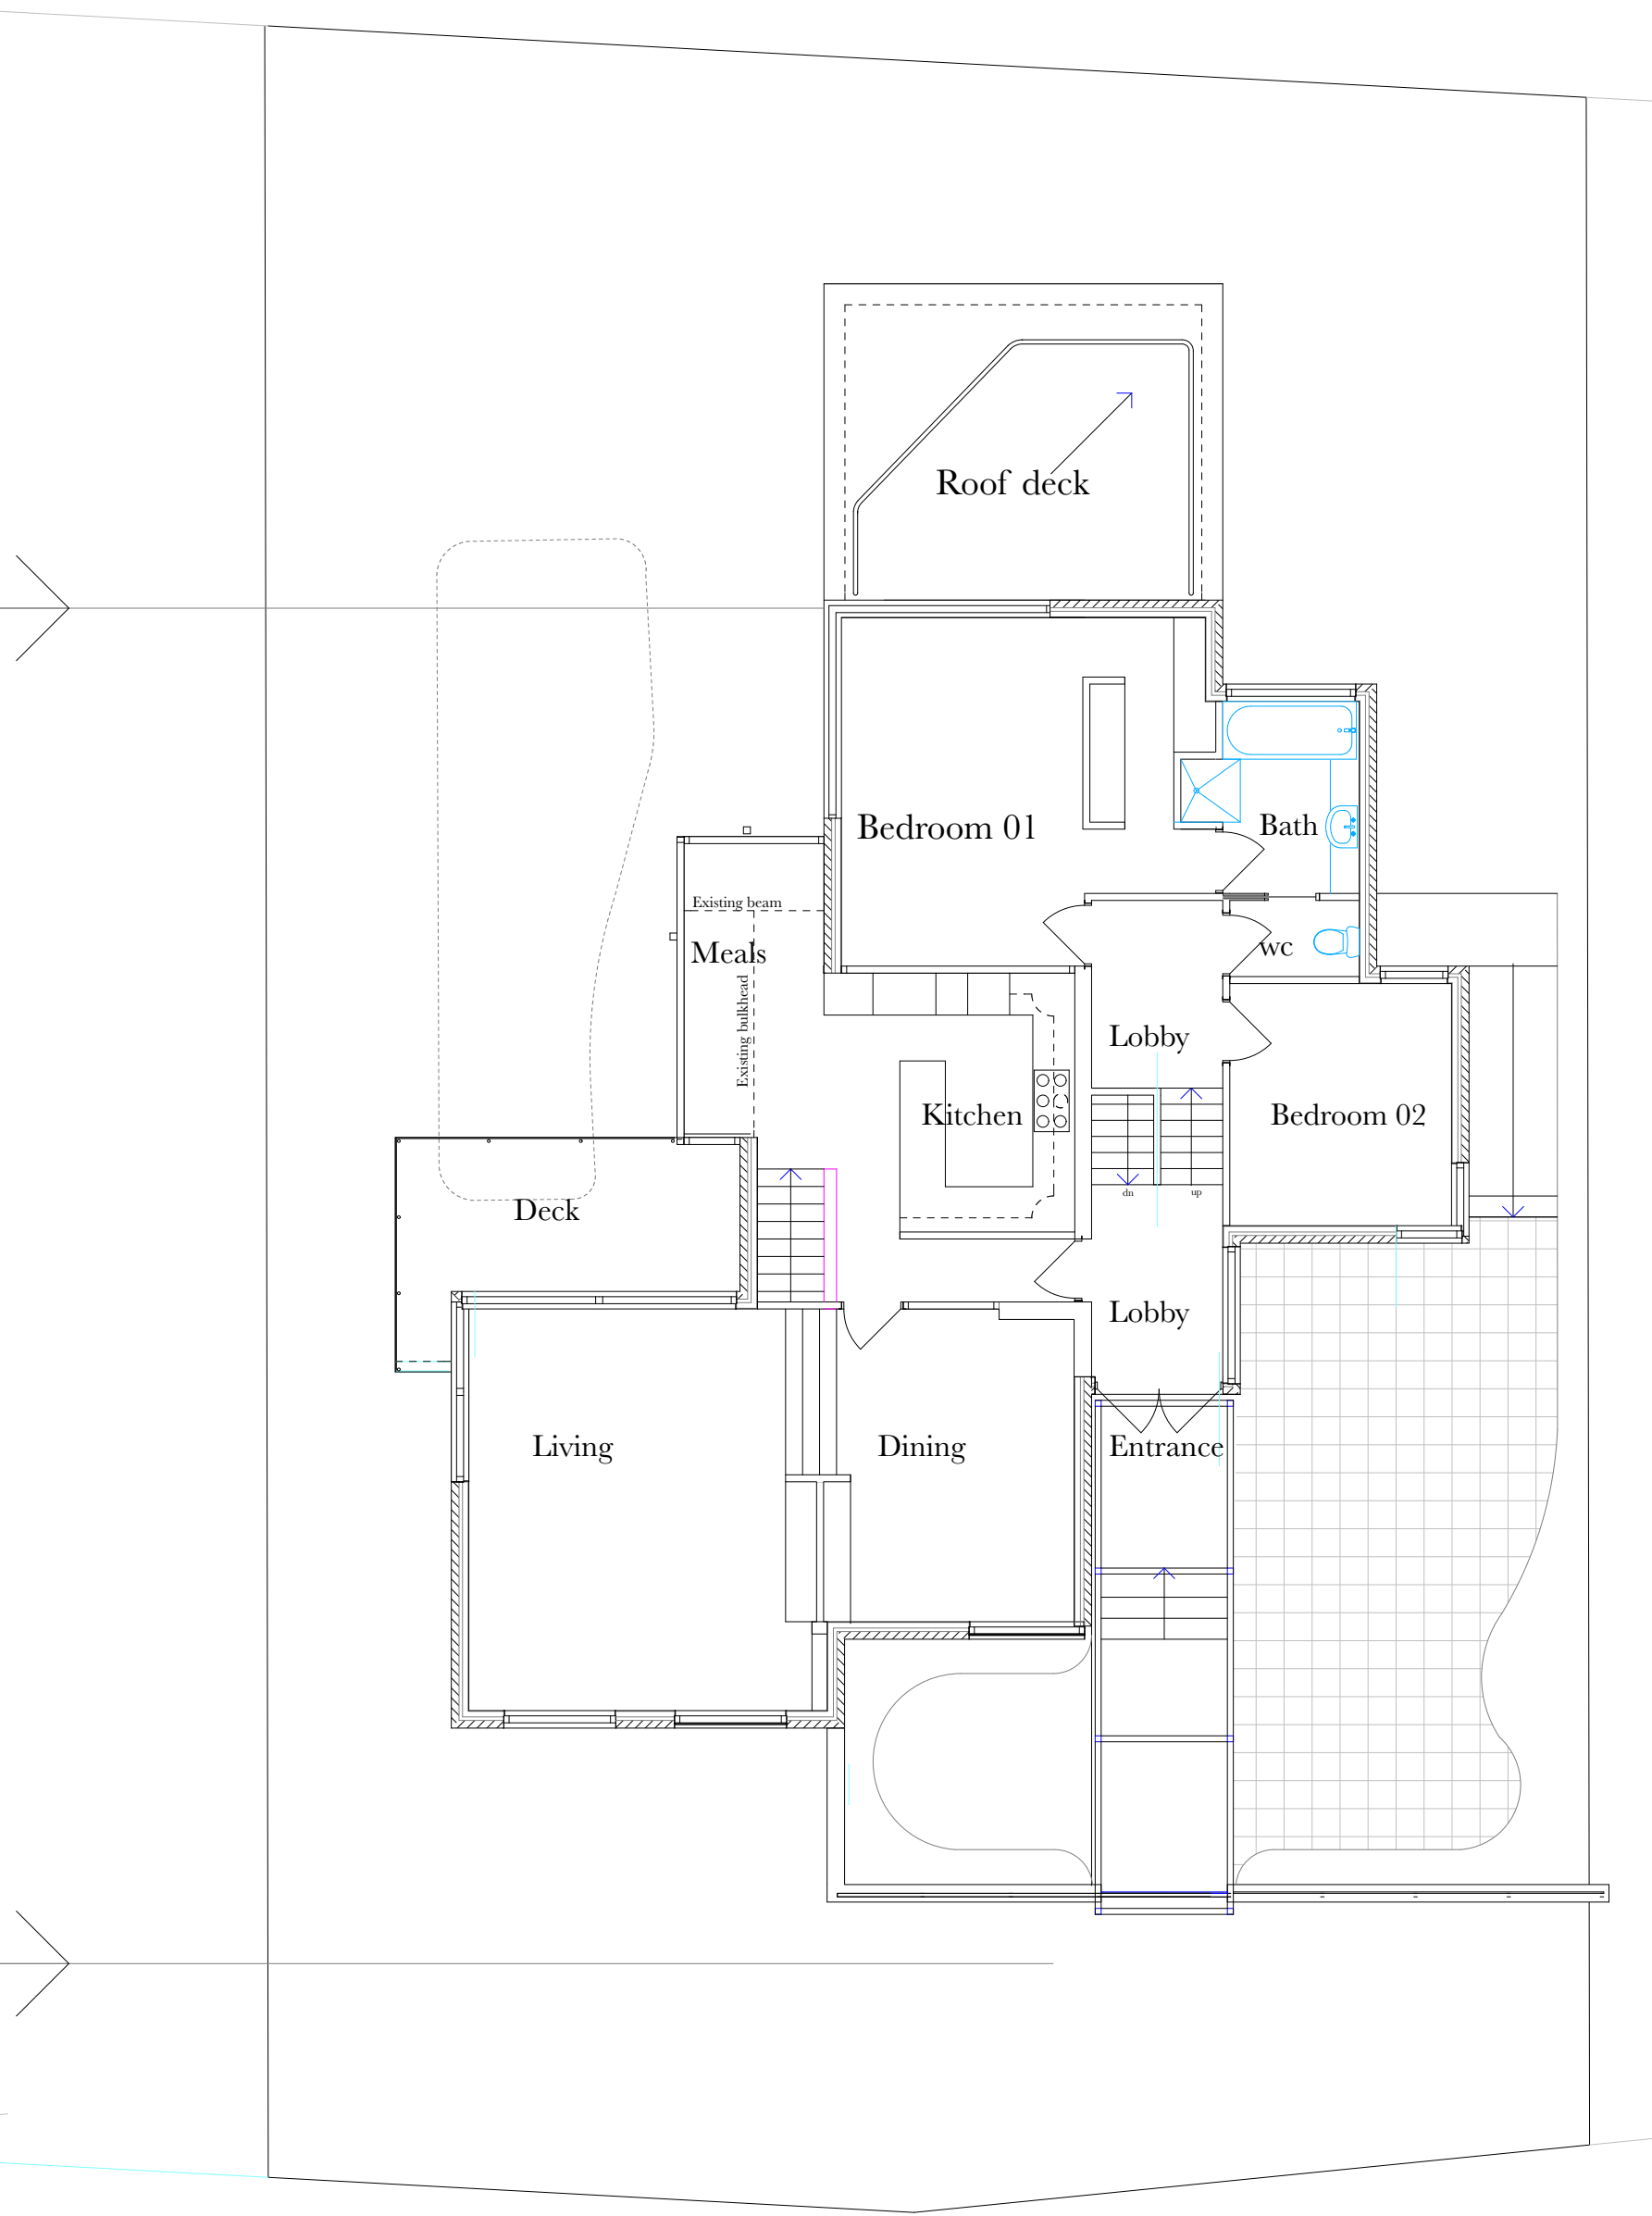 Roof deck
Bedroom 01
Bath
Existing beam
Meals
wc
Existing bulkhead
Lobby
Kitchen
Bedroom 02
dn
up
Deck
Lobby
Living
Dining
Entrance